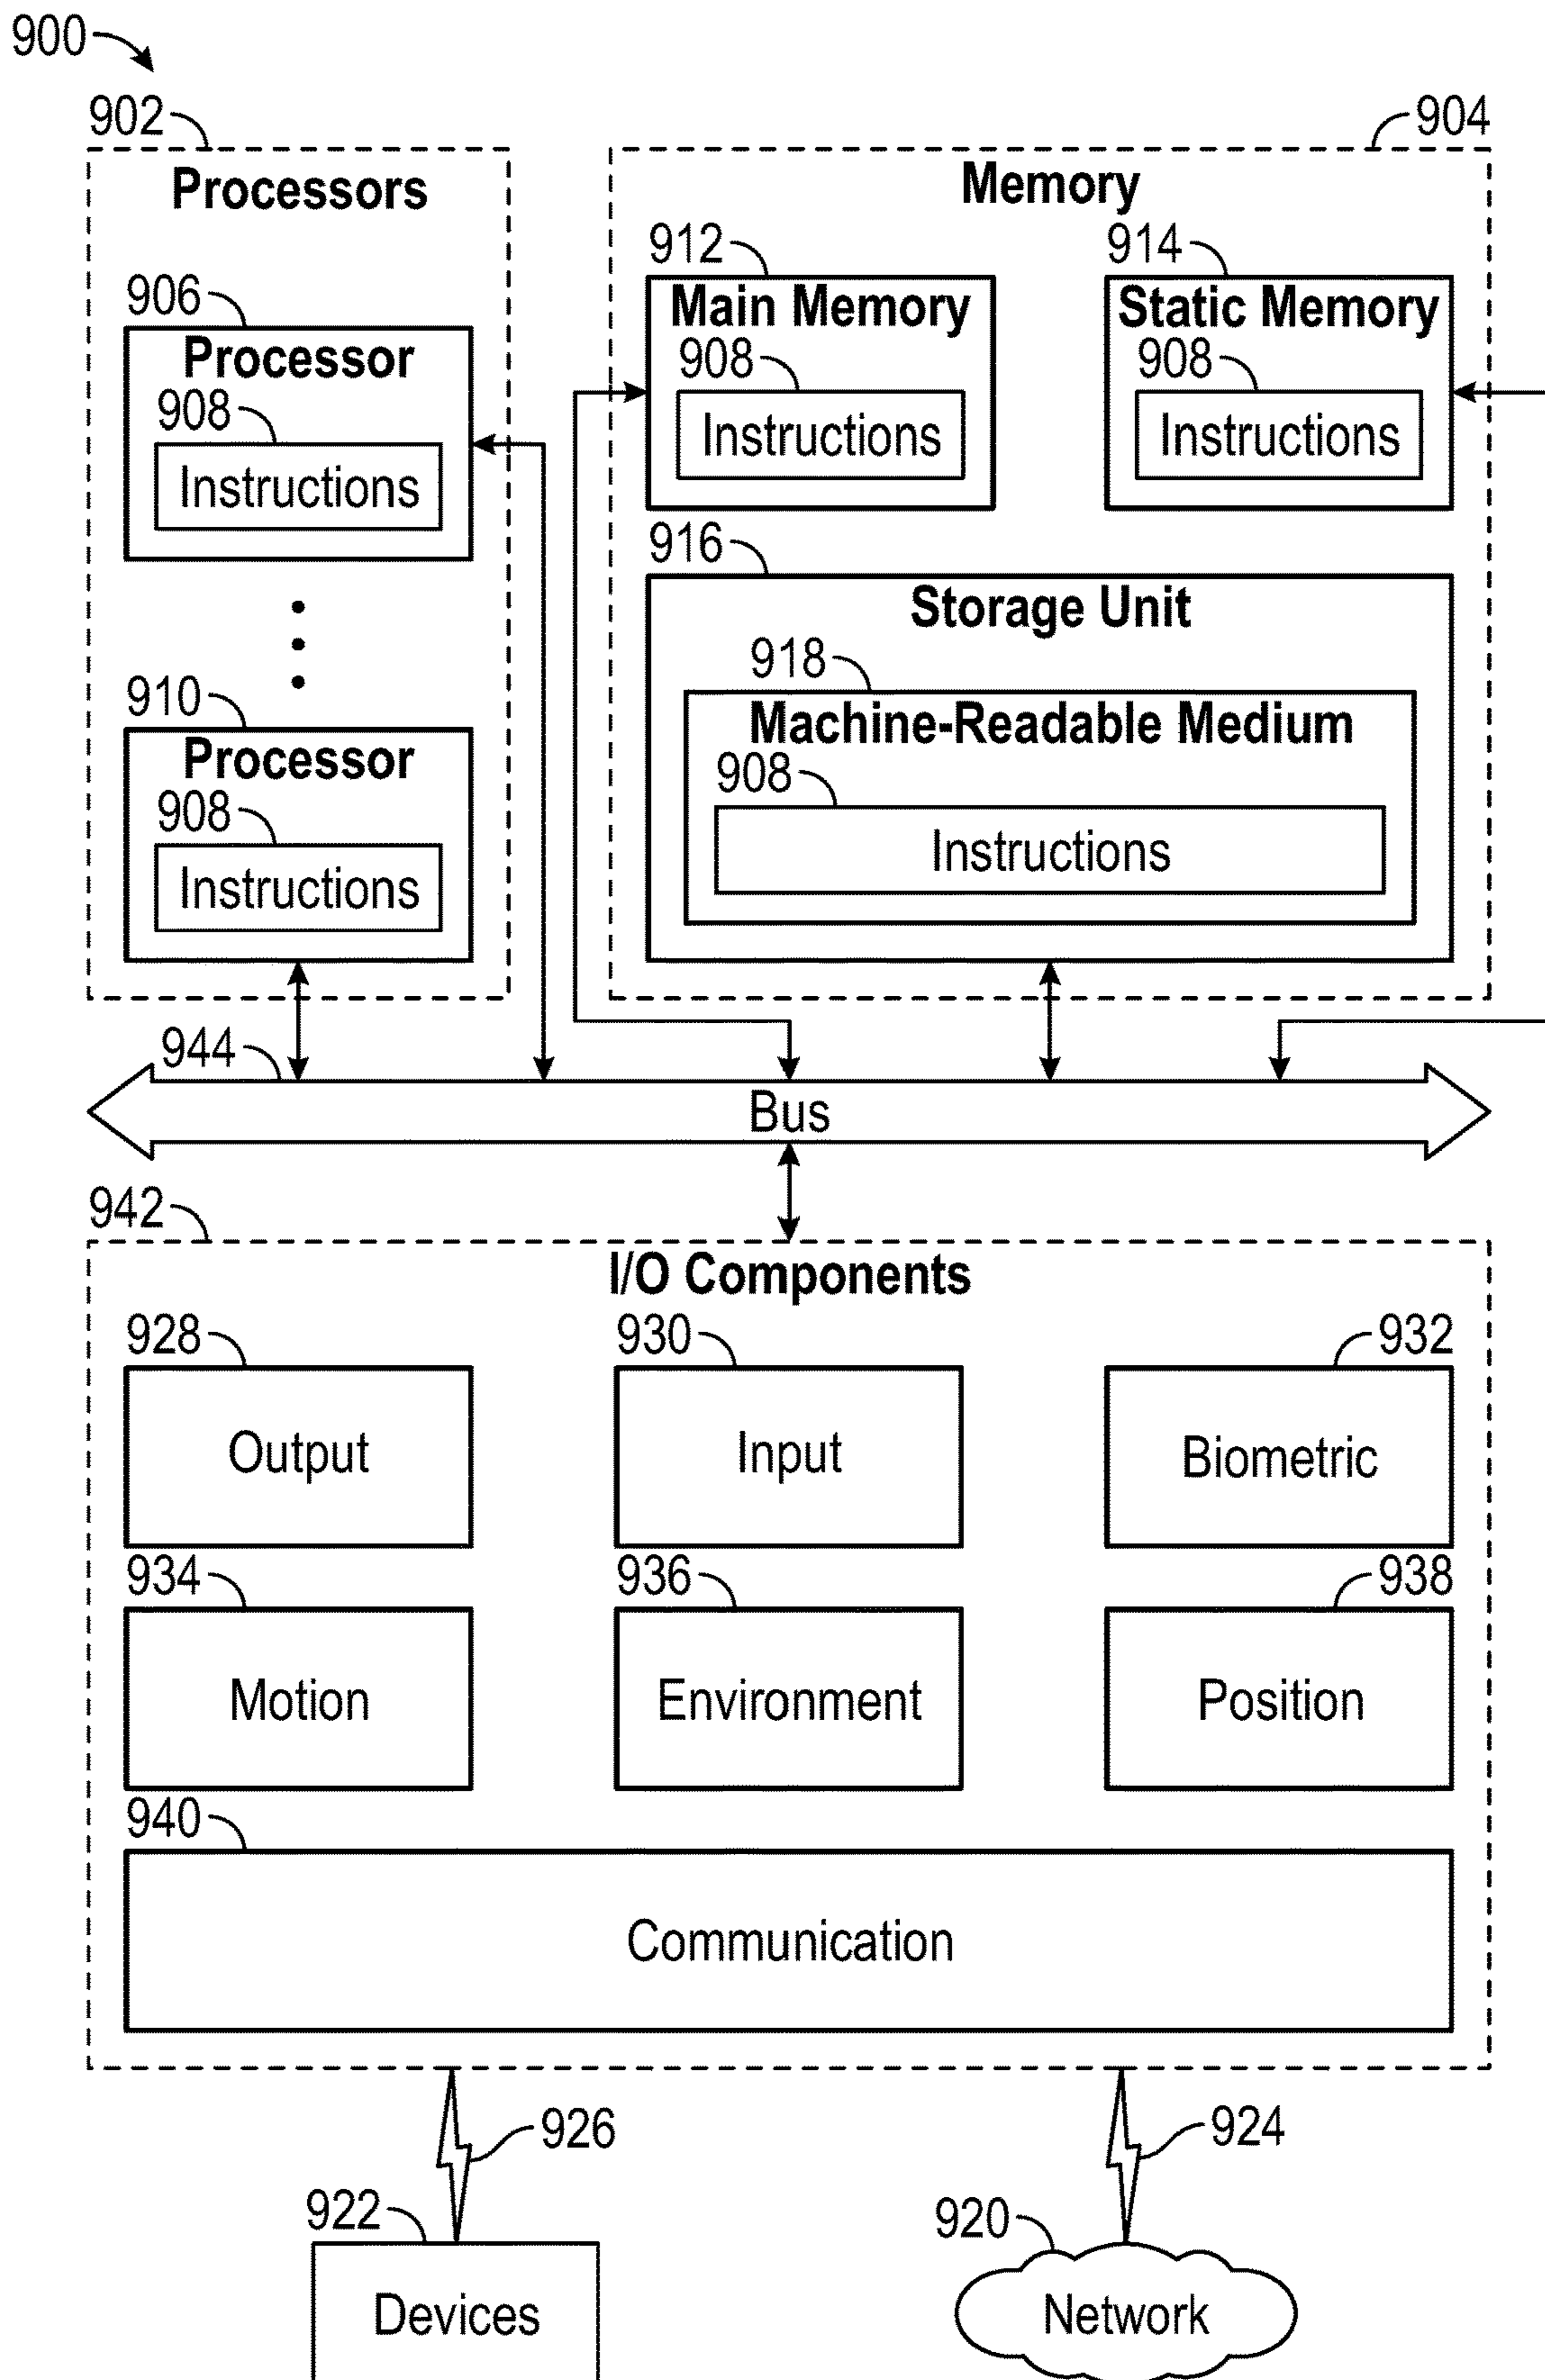 900
902
904
Processors
Memory
912
914
906
Main Memory
Static Memory
Processor
908
908
908
Instructions
Instructions
Instructions
916
Storage Unit
918
910
Machine-Readable Medium
Processor
908
908
Instructions
Instructions
944
Bus
942
I/O Components
928
930
932
Output
Input
Biometric
934
936
938
Motion
Environment
Position
940
Communication
926
924
922
920
Devices
Network